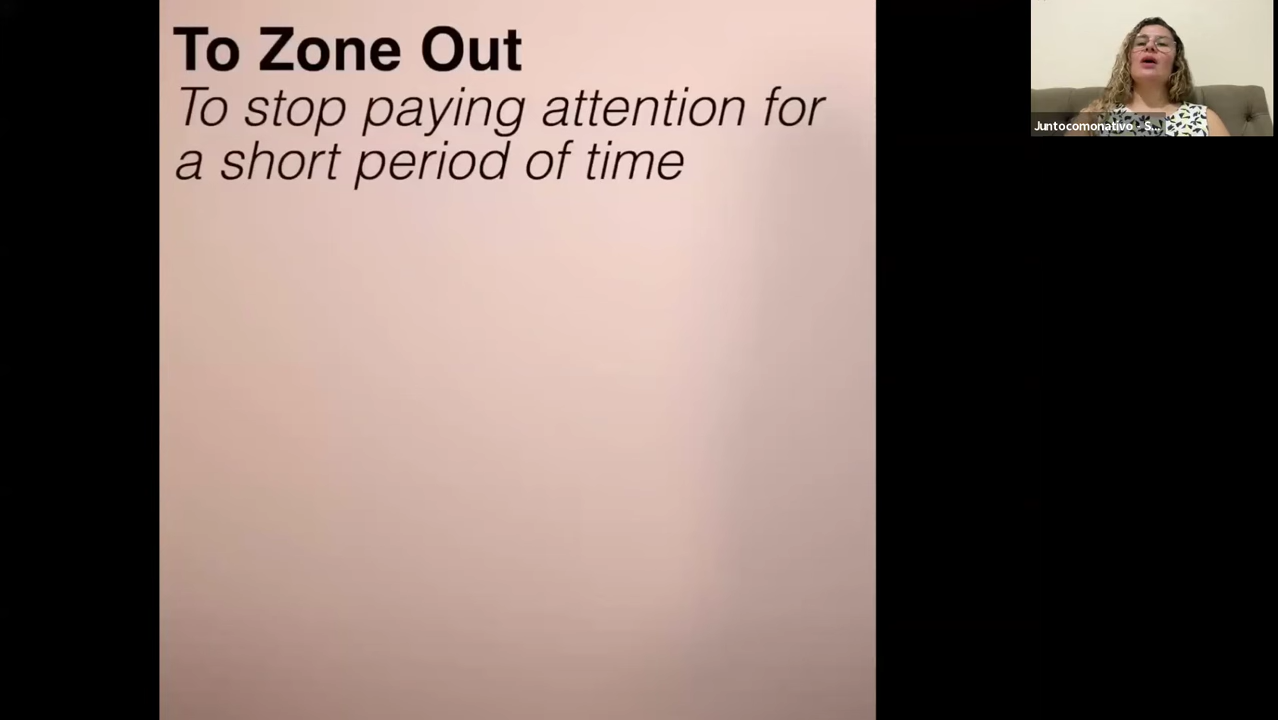 To Zone Out
To stop paying attention for
a short period of time
Juntocomonativo - S...